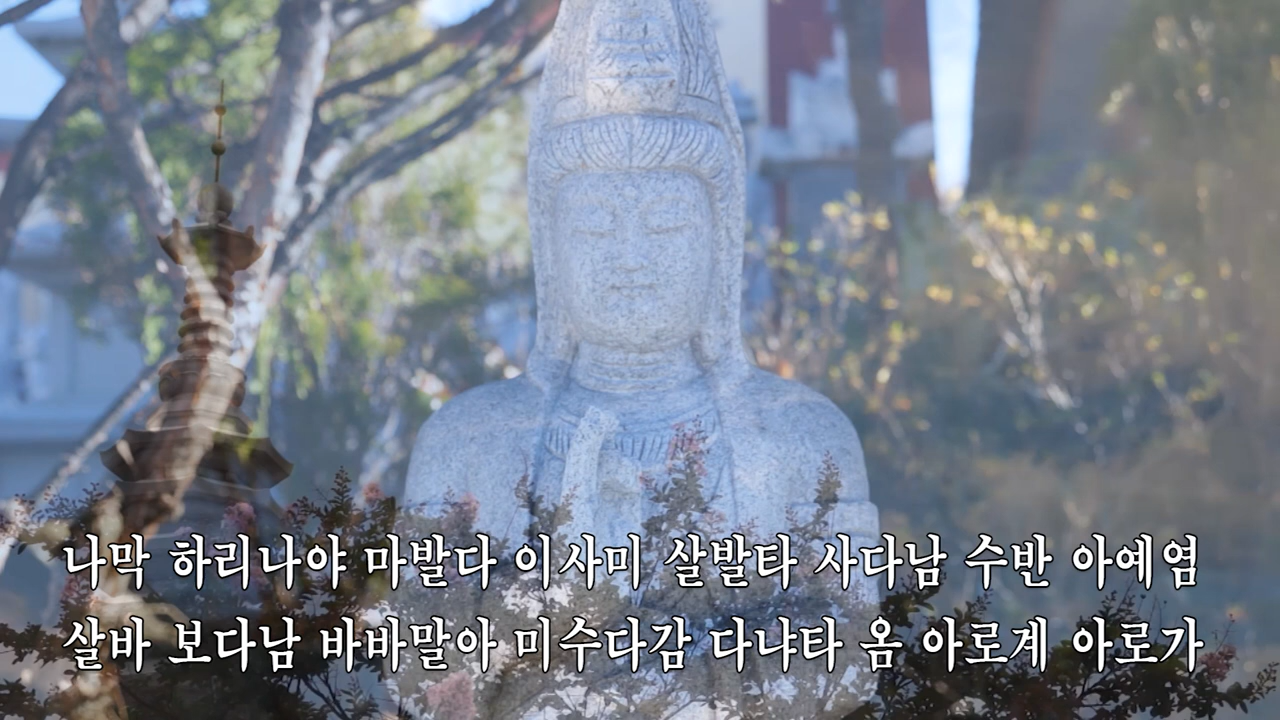 나막 하리나야 마발다 이사미 살발타 사다남 수반 아예염
살바 보다남 바바말아 미수다감 다냐타 옴 아로계 아로가